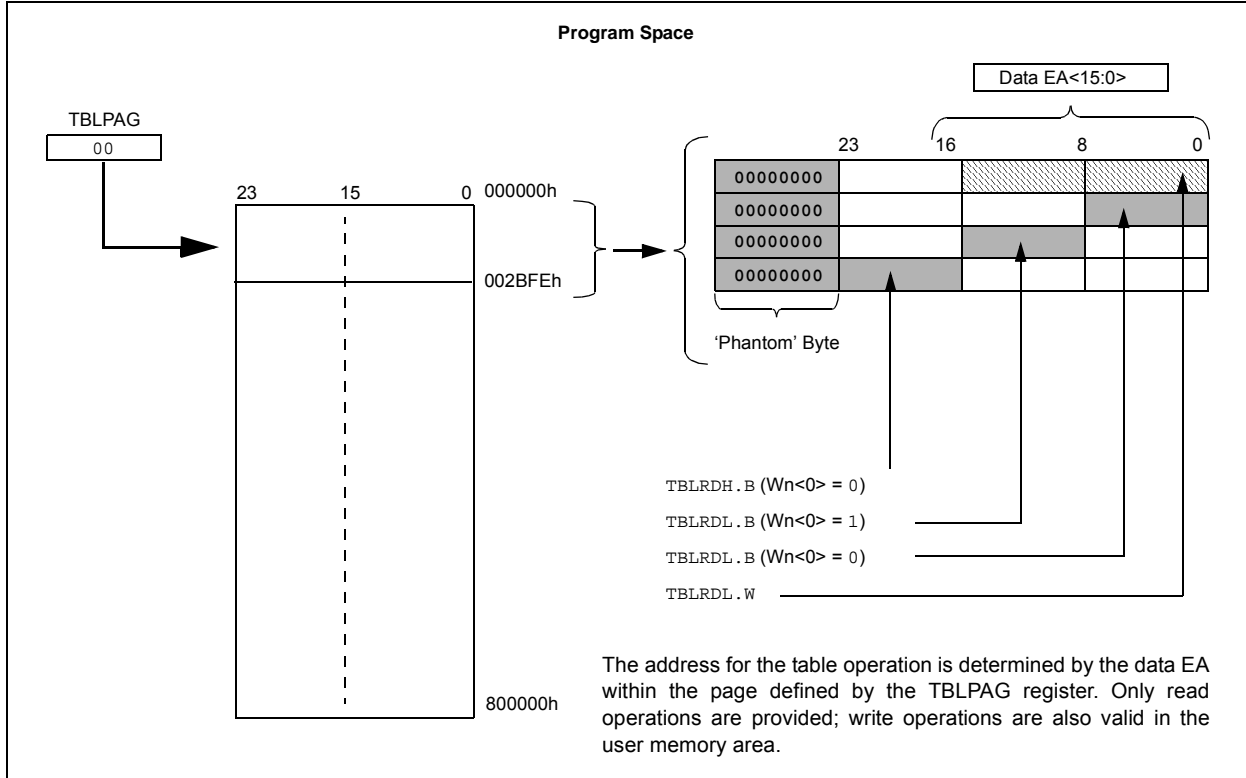 Program Space
Data EA<15:0>
TBLPAG
00
23 15 0
000000h
002BFEh
800000h
23 16 8 0
00000000
00000000
00000000
00000000
‘Phantom’ Byte
TBLRDH.B (Wn<0> = 0)
TBLRDL.B (Wn<0> = 1)
TBLRDL.B (Wn<0> = 0)
TBLRDL.W
The address for the table operation is determined by the data EA
within the page defined by the TBLPAG register. Only read
operations are provided; write operations are also valid in the
user memory area.